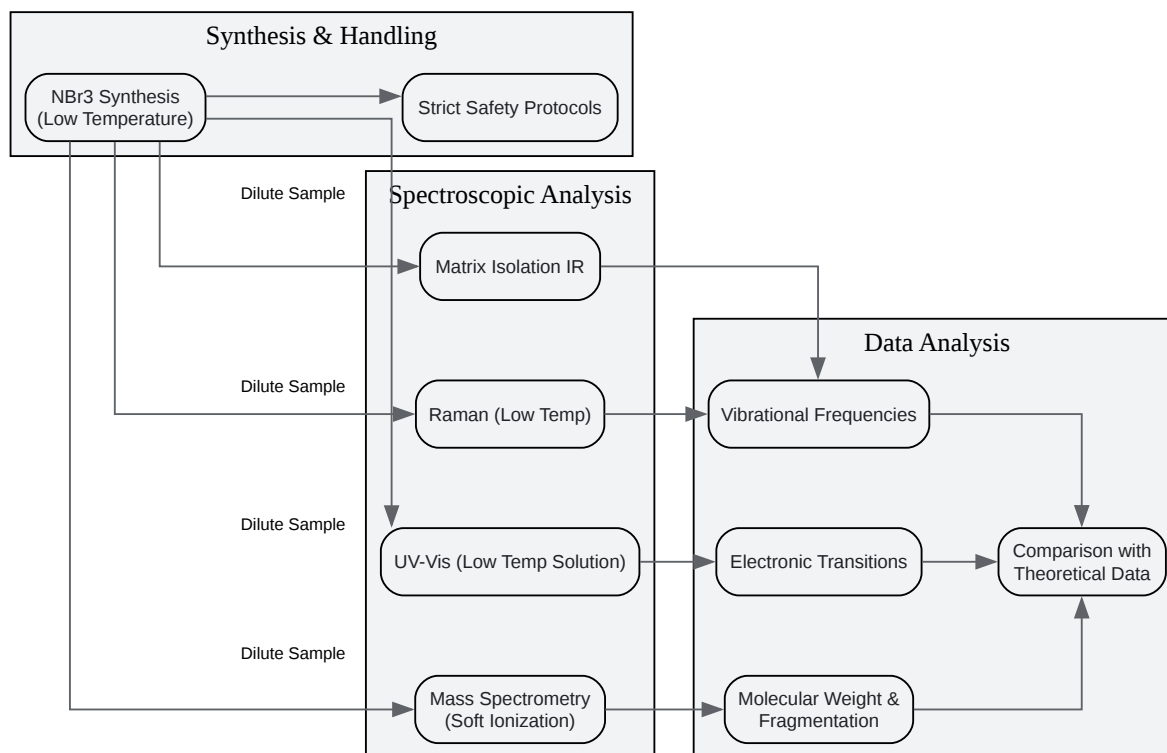 Synthesis & Handling
NBr3 Synthesis
(Low Temperature)
Strict Safety Protocols
Dilute Sample
Spectroscopic Analysis
Matrix Isolation IR
Data Analysis
Dilute Sample
Raman (Low Temp)
Vibrational Frequencies
Dilute Sample
UV-Vis (Low Temp Solution)
Electronic Transitions
Comparison with
Theoretical Data
Dilute Sample
Mass Spectrometry
(Soft Ionization)
Molecular Weight &
Fragmentation